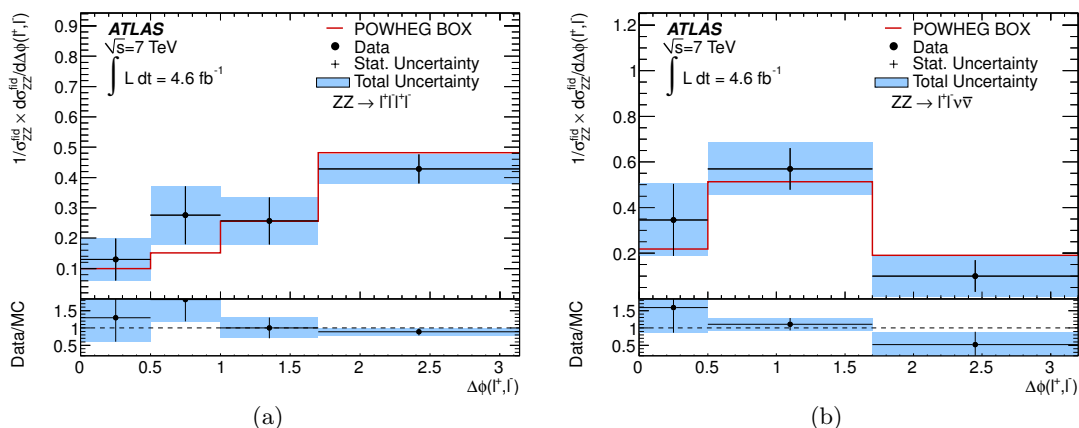 ATLAS
√s=7 TeV
∫ L dt = 4.6 fb⁻¹
POWHEG BOX
Data
Stat. Uncertainty
Total Uncertainty
ZZ → l⁺l⁻l⁺l⁻
1/σ_ZZ^fid × dσ_ZZ^fid/dΔφ(l⁺,l⁻)
0.9
0.8
0.7
0.6
0.5
0.4
0.3
0.2
0.1
Data/MC
1.5
1
0.5
0 0.5 1 1.5 2 2.5 3
Δφ(l⁺,l⁻)
(a)
ATLAS
√s=7 TeV
∫ L dt = 4.6 fb⁻¹
POWHEG BOX
Data
Stat. Uncertainty
Total Uncertainty
ZZ → l⁺l⁻νν̄
1/σ_ZZ^fid × dσ_ZZ^fid/dΔφ(l⁺,l⁻)
1.2
1
0.8
0.6
0.4
0.2
Data/MC
1.5
1
0.5
0 0.5 1 1.5 2 2.5 3
Δφ(l⁺,l⁻)
(b)